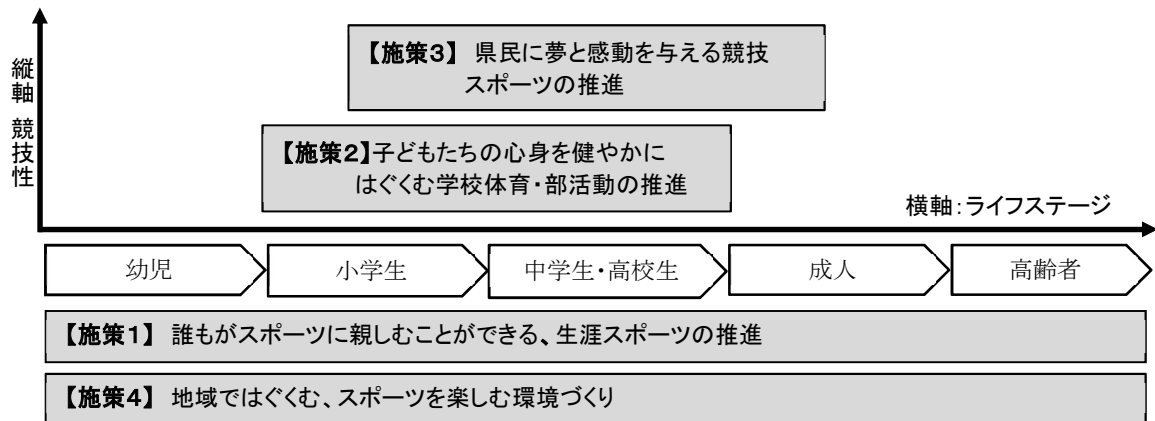 【施策3】 県民に夢と感動を与える競技
スポーツの推進
縦軸 競技性
【施策2】子どもたちの心身を健やかに
はぐくむ学校体育・部活動の推進
横軸:ライフステージ
幼児
小学生
中学生・高校生
成人
高齢者
【施策1】 誰もがスポーツに親しむことができる、生涯スポーツの推進
【施策4】 地域ではぐくむ、スポーツを楽しむ環境づくり